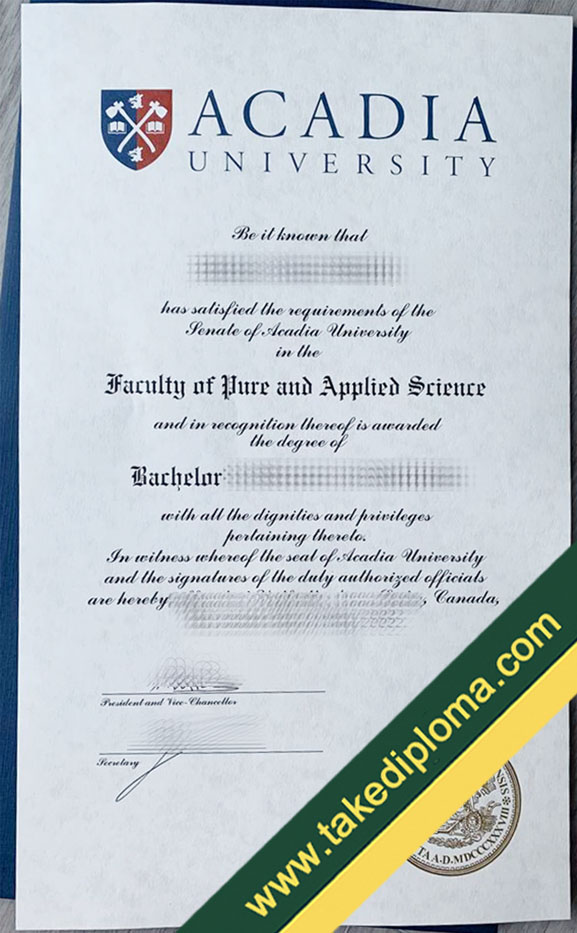 ACADIA
UNIVERSITY
Be it known that
has satisfied the requirements of the
Senate of Acadia University
in the
Faculty of Pure and Applied Science
and in recognition thereof is awarded
the degree of
Bachelor
with all the dignities and privileges
pertaining thereto.
In witness whereof the seal of Acadia University
and the signatures of the duly authorized officials
are hereby , Canada,
President and Vice-Chancellor
Secretary
www.takediploma.com
ENSIS
TA A.D. MDCCCXXXVIII